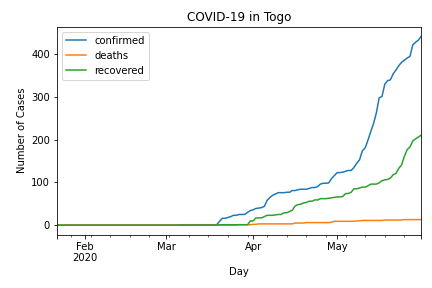 COVID-19 in Togo
confirmed
deaths
recovered
Number of Cases
400
300
200
100
0
Feb
2020
Mar
Apr
May
Day